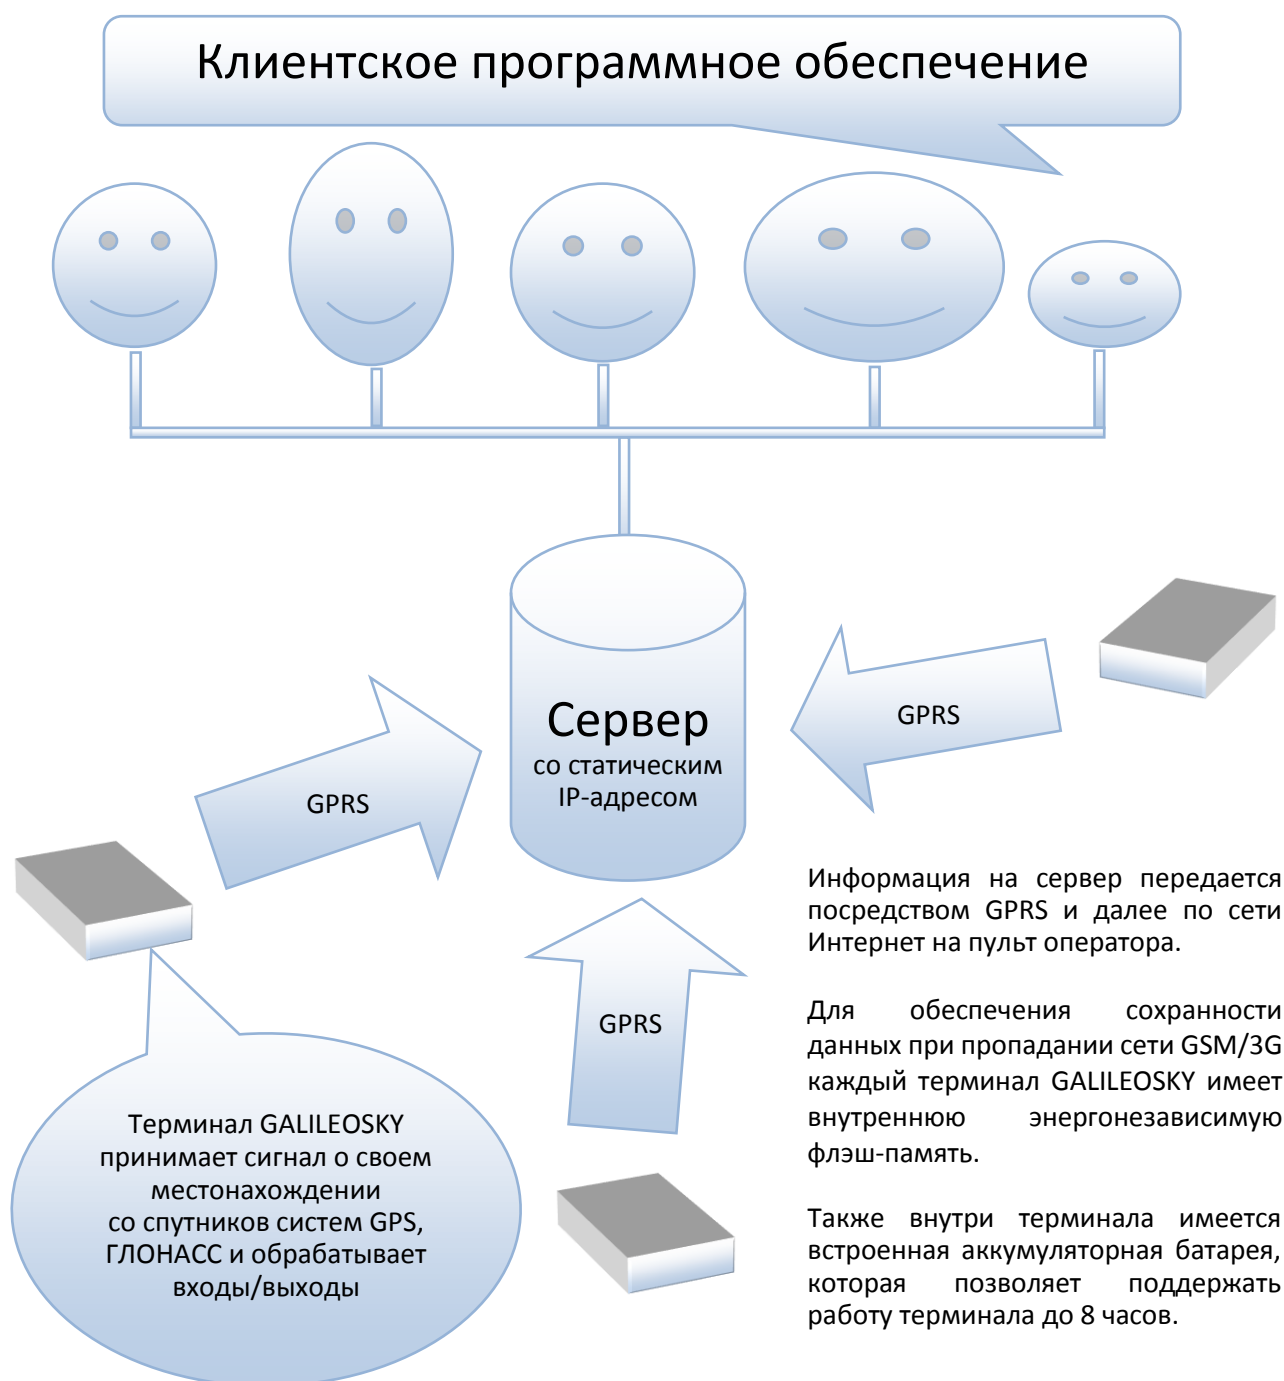 Клиентское программное обеспечение
Сервер
со статическим
IP-адресом
GPRS
GPRS
GPRS
Терминал GALILEOSKY
принимает сигнал о своем
местонахождении
со спутников систем GPS,
ГЛОНАСС и обрабатывает
входы/выходы
Информация на сервер передается
посредством GPRS и далее по сети
Интернет на пульт оператора.
Для обеспечения сохранности
данных при пропадании сети GSM/3G
каждый терминал GALILEOSKY имеет
внутреннюю энергонезависимую
флэш-память.
Также внутри терминала имеется
встроенная аккумуляторная батарея,
которая позволяет поддержать
работу терминала до 8 часов.